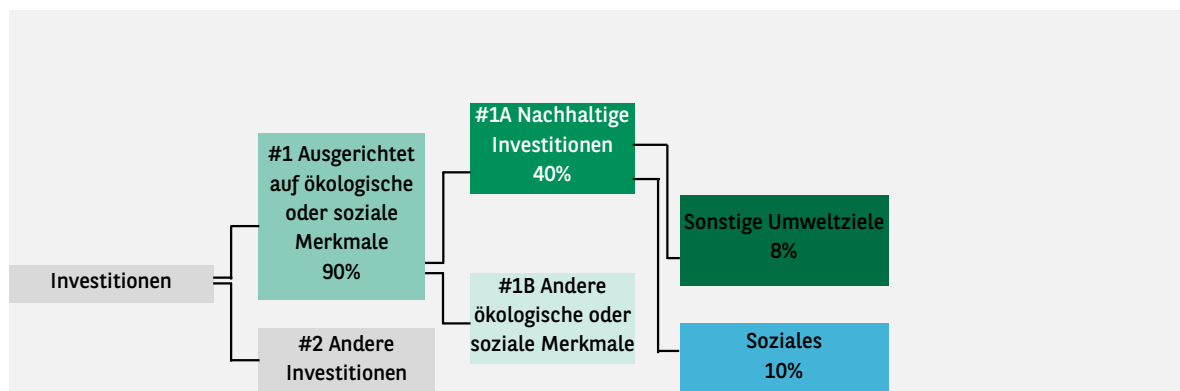 Investitionen
#1 Ausgerichtet
auf ökologische
oder soziale
Merkmale
90%
#2 Andere
Investitionen
#1A Nachhaltige
Investitionen
40%
#1B Andere
ökologische oder
soziale Merkmale
Sonstige Umweltziele
8%
Soziales
10%